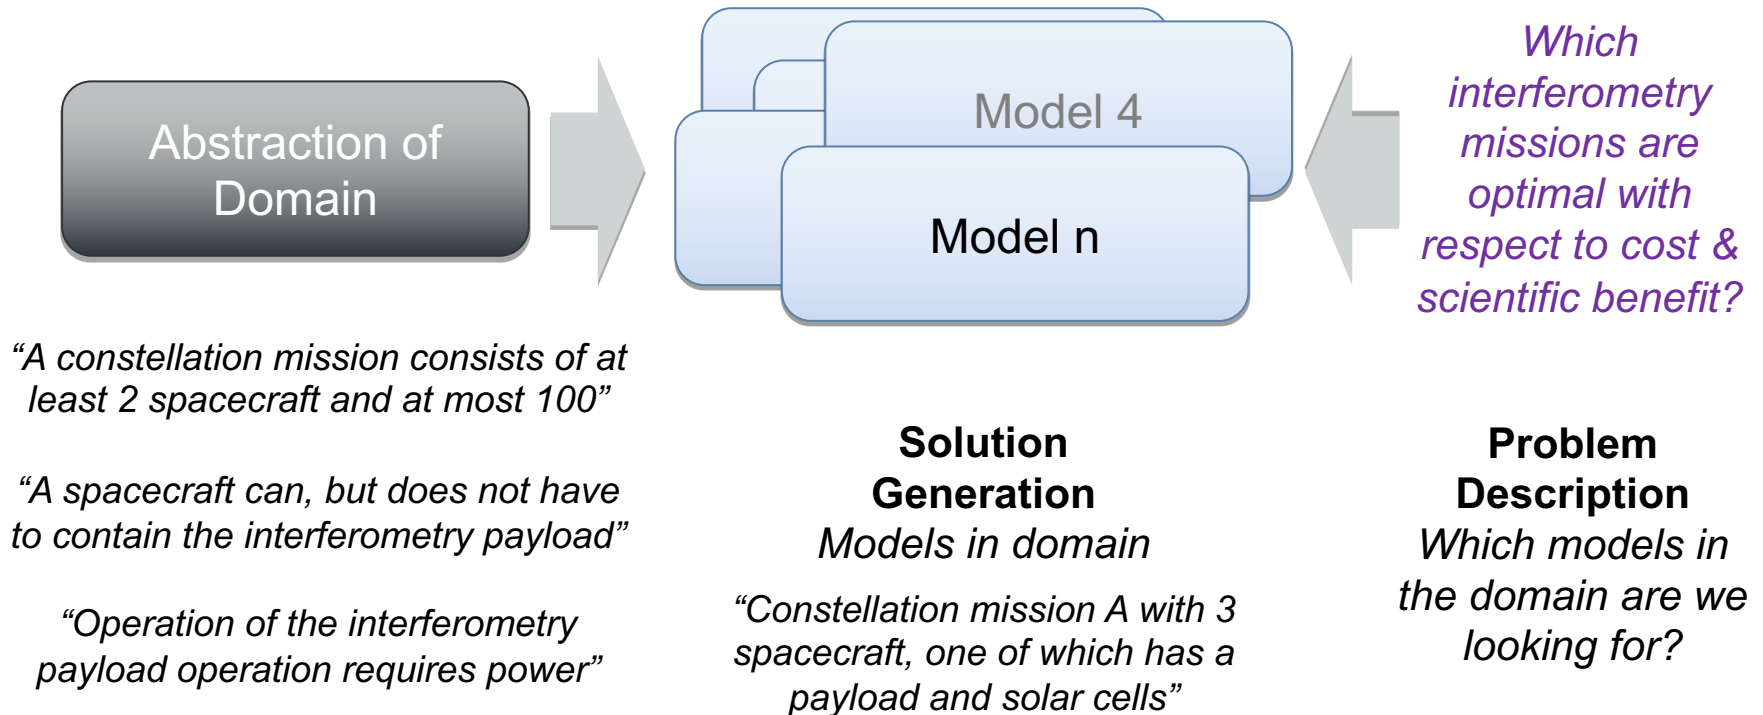 Abstraction of
Domain
Model 4
Model n
Which
interferometry
missions are
optimal with
respect to cost &
scientific benefit?
“A constellation mission consists of at
least 2 spacecraft and at most 100”
“A spacecraft can, but does not have
to contain the interferometry payload”
“Operation of the interferometry
payload operation requires power”
Solution
Generation
Models in domain
“Constellation mission A with 3
spacecraft, one of which has a
payload and solar cells”
Problem
Description
Which models in
the domain are we
looking for?